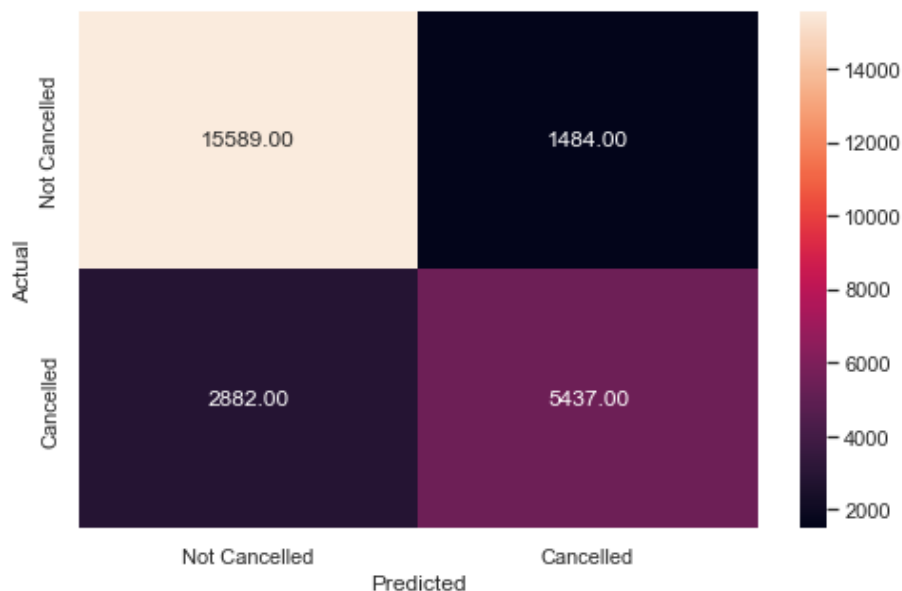 Not Cancelled
15589.00
1484.00
Actual
Cancelled
2882.00
5437.00
Not Cancelled
Cancelled
Predicted
14000
12000
10000
8000
6000
4000
2000